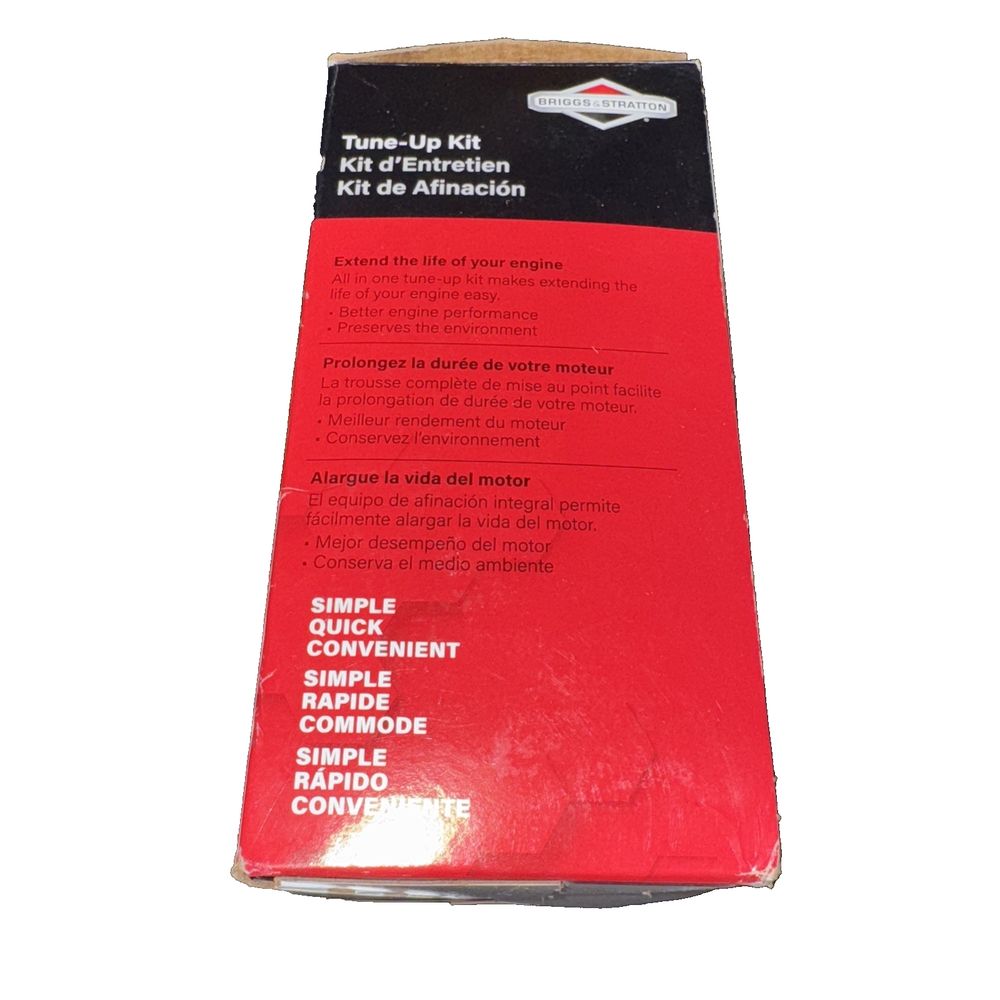 BRIGGS & STRATTON
Tune-Up Kit
Kit d'Entretien
Kit de Afinación
Extend the life of your engine
All in one tune-up kit makes extending the
life of your engine easy.
• Better engine performance
• Preserves the environment
Prolongez la durée de votre moteur
La trousse complète de mise au point facilite
la prolongation de durée de votre moteur.
• Meilleur rendement du moteur
• Conservez l'environnement
Alargue la vida del motor
El equipo de afinación integral permite
fácilmente alargar la vida del motor.
• Mejor desempeño del motor
• Conserva el medio ambiente
SIMPLE
QUICK
CONVENIENT
SIMPLE
RAPIDE
COMMODE
SIMPLE
RÁPIDO
CONVENIENTE